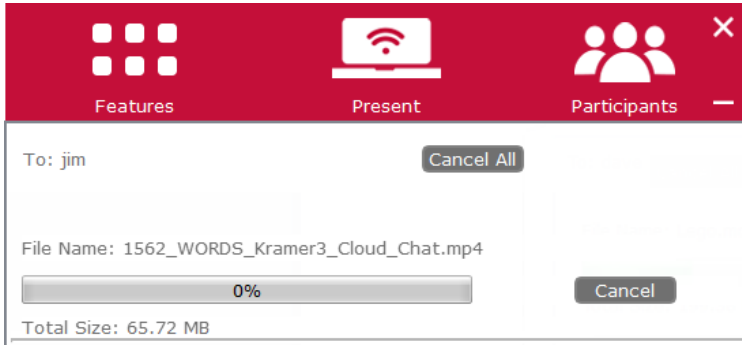 Features Present Participants
To: jim Cancel All
File Name: 1562_WORDS_Kramer3_Cloud_Chat.mp4
0% Cancel
Total Size: 65.72 MB